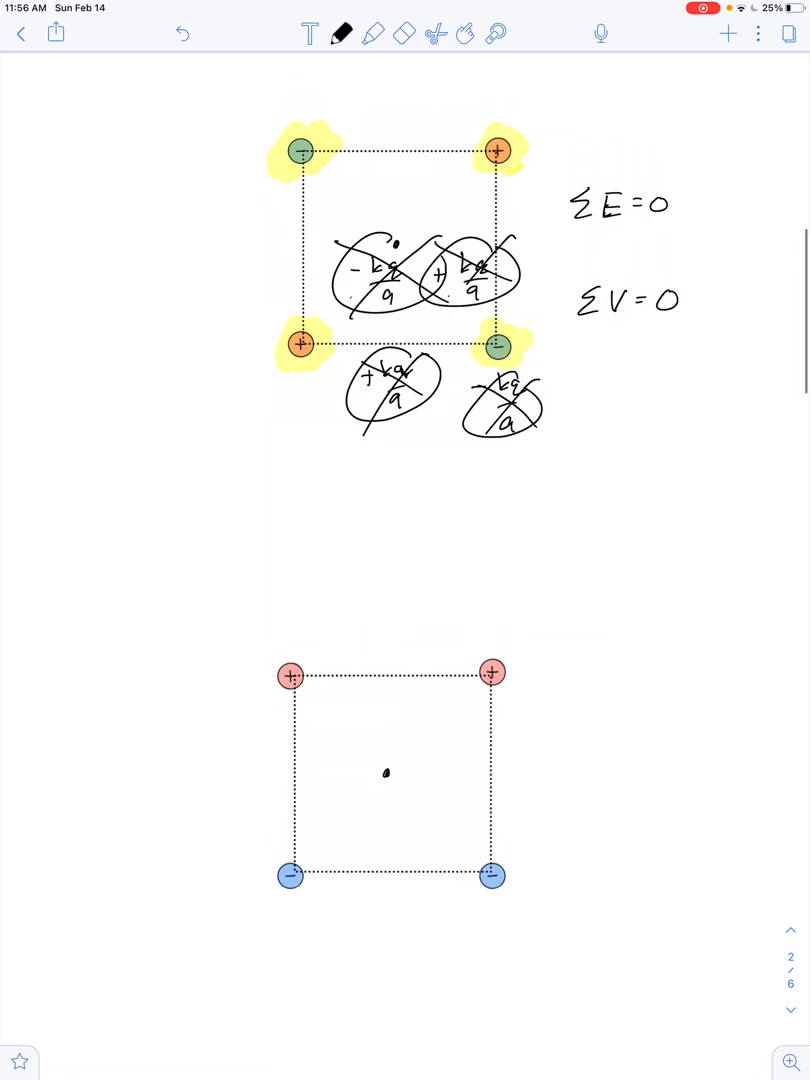 11:56 AM Sun Feb 14
25%
T
- +
ΣE=0
- kq/a + kq/a
ΣV=0
+ -
+ kq/a - kq/a
+ +
- -
2
/
6